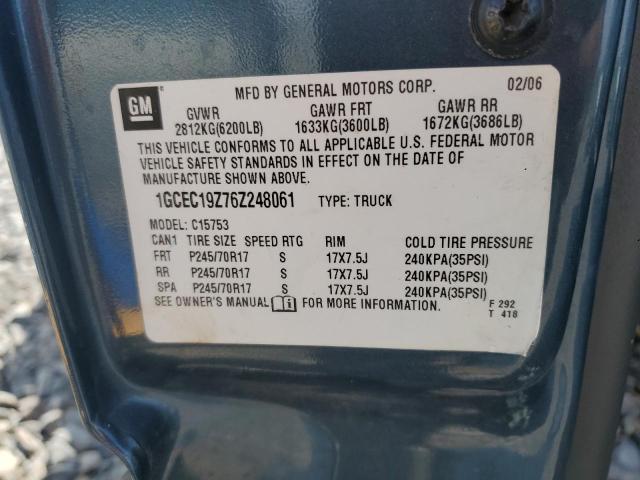 MFD BY GENERAL MOTORS CORP. 02/06
GM
GVWR GAWR FRT GAWR RR
2812KG(6200LB) 1633KG(3600LB) 1672KG(3686LB)
THIS VEHICLE CONFORMS TO ALL APPLICABLE U.S. FEDERAL MOTOR
VEHICLE SAFETY STANDARDS IN EFFECT ON THE DATE OF
MANUFACTURE SHOWN ABOVE.
1GCEC19Z76Z248061 TYPE: TRUCK
MODEL: C15753
CAN1 TIRE SIZE SPEED RTG RIM COLD TIRE PRESSURE
FRT P245/70R17 S 17X7.5J 240KPA(35PSI)
RR P245/70R17 S 17X7.5J 240KPA(35PSI)
SPA P245/70R17 S 17X7.5J 240KPA(35PSI)
SEE OWNER'S MANUAL FOR MORE INFORMATION.
F 292
T 418